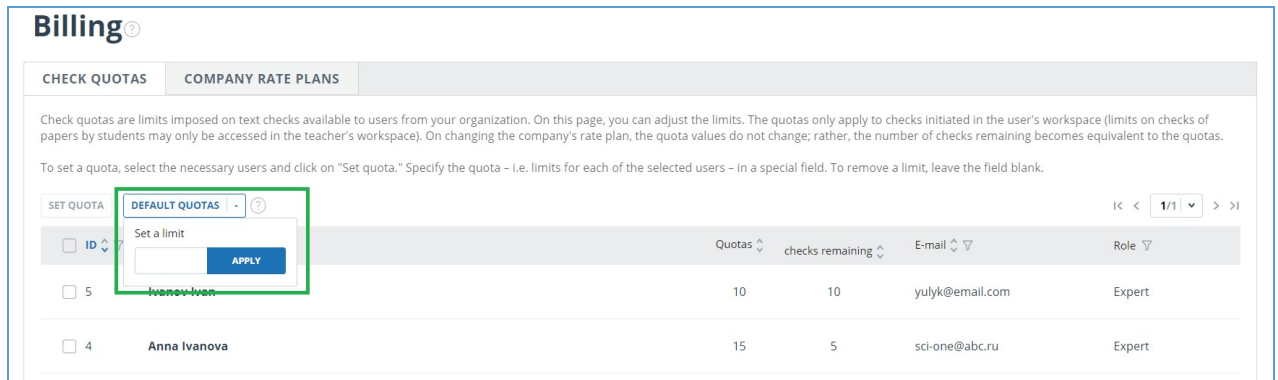 Billing ?
CHECK QUOTAS COMPANY RATE PLANS
Check quotas are limits imposed on text checks available to users from your organization. On this page, you can adjust the limits. The quotas only apply to checks initiated in the user's workspace (limits on checks of
papers by students may only be accessed in the teacher's workspace). On changing the company's rate plan, the quota values do not change; rather, the number of checks remaining becomes equivalent to the quotas.
To set a quota, select the necessary users and click on "Set quota." Specify the quota – i.e. limits for each of the selected users – in a special field. To remove a limit, leave the field blank.
SET QUOTA DEFAULT QUOTAS - ? 1/1
Set a limit
APPLY
ID Quotas checks remaining E-mail Role
5 Ivanov Ivan 10 10 yulyk@email.com Expert
4 Anna Ivanova 15 5 sci-one@abc.ru Expert